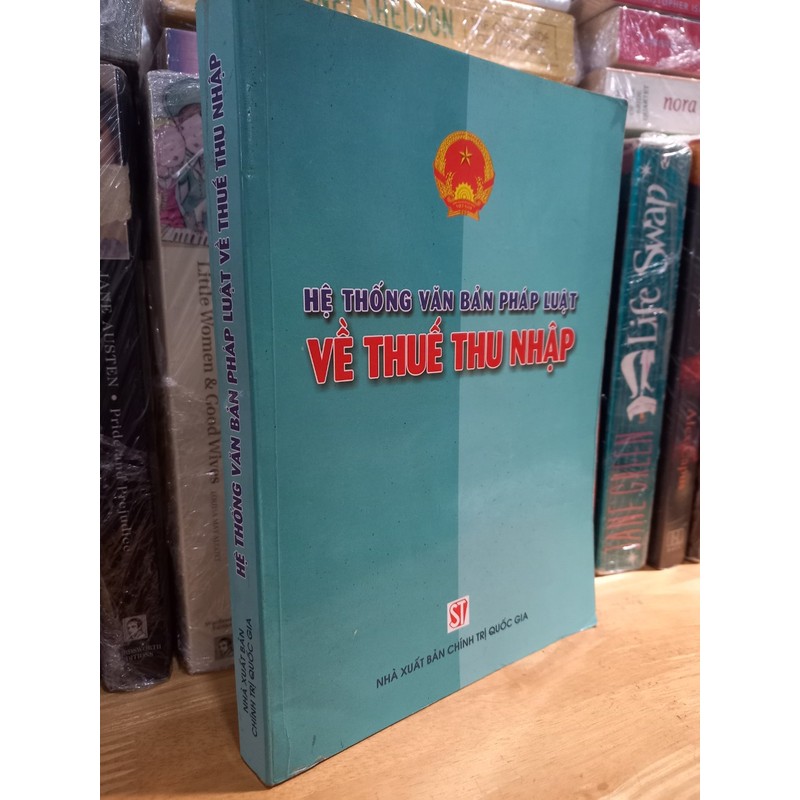 HỆ THỐNG VĂN BẢN PHÁP LUẬT
VỀ THUẾ THU NHẬP
ST
NHÀ XUẤT BẢN CHÍNH TRỊ QUỐC GIA
HỆ THỐNG VĂN BẢN PHÁP LUẬT VỀ THUẾ THU NHẬP
NHÀ XUẤT BẢN
CHÍNH TRỊ QUỐC GIA
SHELDON
JANE AUSTEN • Pride and Prejudice
Little Women & Good Wives
nora
Life Swap
JANE GREEN